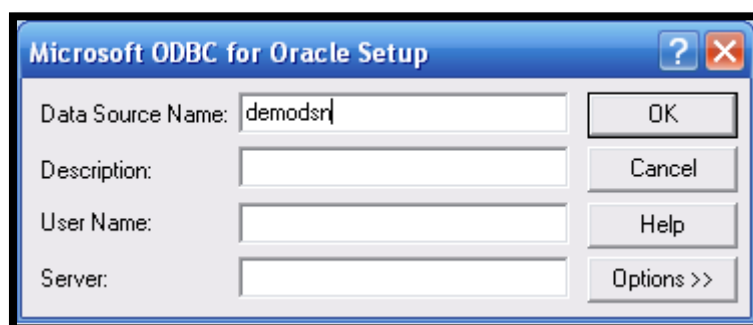 Microsoft ODBC for Oracle Setup
Data Source Name: demodsn
OK
Description:
Cancel
User Name:
Help
Server:
Options >>